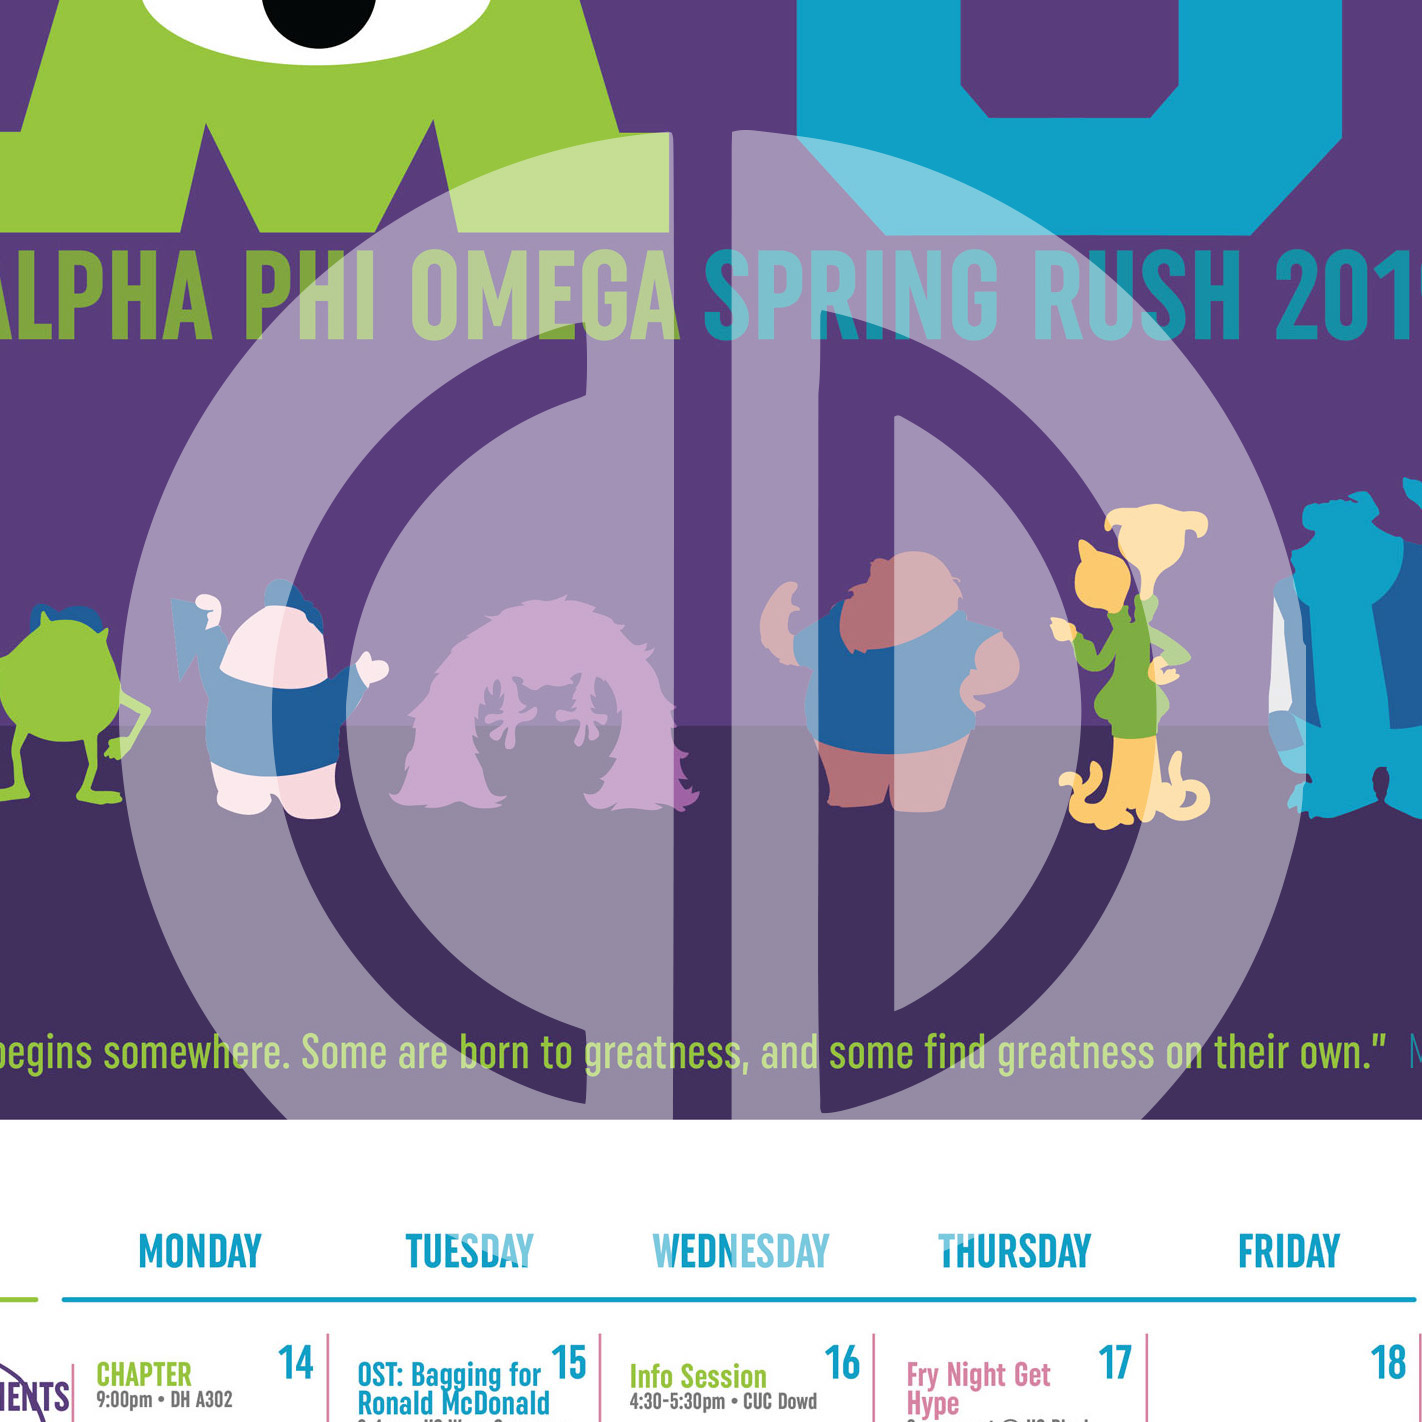 ALPHA PHI OMEGA SPRING RUSH 201
begins somewhere. Some are born to greatness, and some find greatness on their own."
MONDAY TUESDAY WEDNESDAY THURSDAY FRIDAY
14 15 16 17 18
CHAPTER
9:00pm • DH A302
OST: Bagging for
Ronald McDonald
Info Session
4:30-5:30pm • CUC Dowd
Fry Night Get
Hype